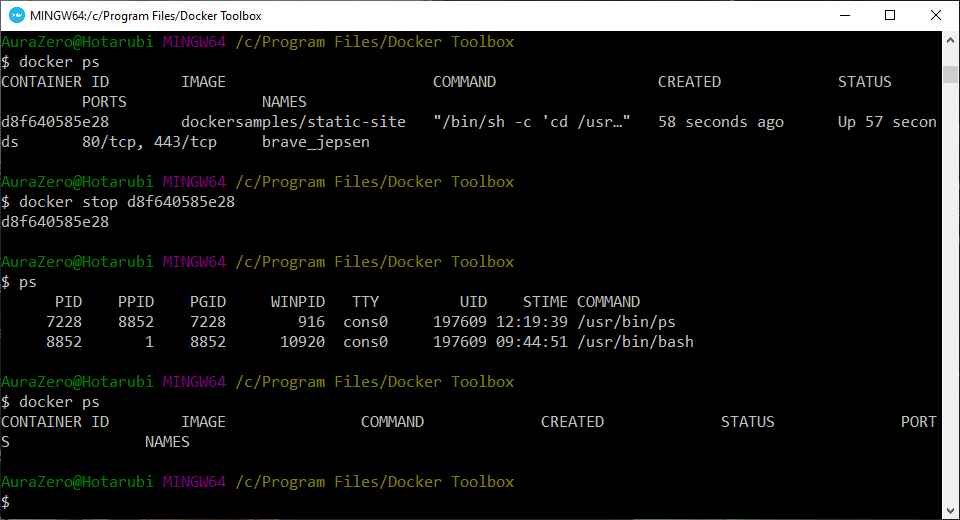 MINGW64:/c/Program Files/Docker Toolbox
AuraZero@Hotarubi MINGW64 /c/Program Files/Docker Toolbox
$ docker ps
CONTAINER ID        IMAGE                       COMMAND                  CREATED             STATUS
         PORTS               NAMES
d8f640585e28        dockersamples/static-site   "/bin/sh -c 'cd /usr…"   58 seconds ago      Up 57 secon
ds       80/tcp, 443/tcp     brave_jepsen
AuraZero@Hotarubi MINGW64 /c/Program Files/Docker Toolbox
$ docker stop d8f640585e28
d8f640585e28
AuraZero@Hotarubi MINGW64 /c/Program Files/Docker Toolbox
$ ps
      PID    PPID    PGID     WINPID   TTY         UID    STIME COMMAND
     7228    8852    7228        916  cons0     197609 12:19:39 /usr/bin/ps
     8852       1    8852      10920  cons0     197609 09:44:51 /usr/bin/bash
AuraZero@Hotarubi MINGW64 /c/Program Files/Docker Toolbox
$ docker ps
CONTAINER ID        IMAGE               COMMAND             CREATED             STATUS              PORT
S               NAMES
AuraZero@Hotarubi MINGW64 /c/Program Files/Docker Toolbox
$